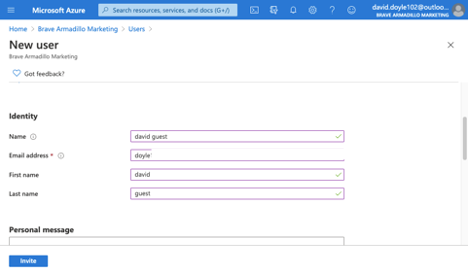 Microsoft Azure
Search resources, services, and docs (G+/)
david.doyle102@outloo...
BRAVE ARMADILLO MARKETING
Home > Brave Armadillo Marketing > Users >
New user
Brave Armadillo Marketing
Got feedback?
Identity
Name
david guest
Email address *
doyle
First name
david
Last name
guest
Personal message
Invite